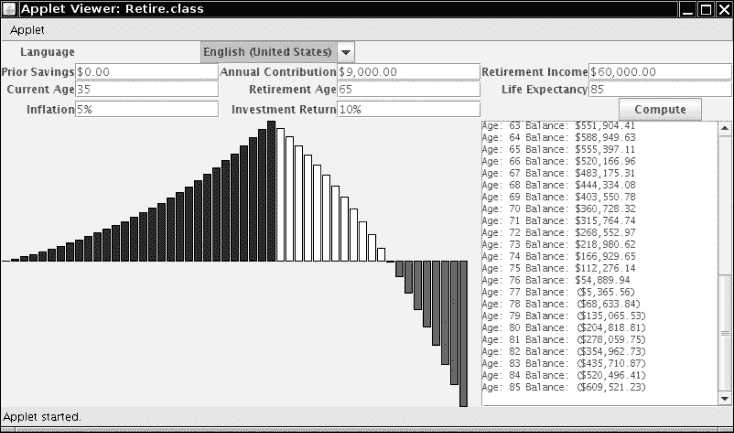 Applet Viewer: Retire.class
Applet
Language English (United States)
Prior Savings $0.00 Annual Contribution $9,000.00 Retirement Income $60,000.00
Current Age 35 Retirement Age 65 Life Expectancy 85
Inflation 5% Investment Return 10% Compute
Age: 63 Balance: $551,904.41
Age: 64 Balance: $588,949.63
Age: 65 Balance: $555,397.11
Age: 66 Balance: $520,166.96
Age: 67 Balance: $483,175.31
Age: 68 Balance: $444,334.08
Age: 69 Balance: $403,550.78
Age: 70 Balance: $360,728.32
Age: 71 Balance: $315,764.74
Age: 72 Balance: $268,552.97
Age: 73 Balance: $218,980.62
Age: 74 Balance: $166,929.65
Age: 75 Balance: $112,276.14
Age: 76 Balance: $54,889.94
Age: 77 Balance: ($5,365.56)
Age: 78 Balance: ($68,633.84)
Age: 79 Balance: ($135,065.53)
Age: 80 Balance: ($204,818.81)
Age: 81 Balance: ($278,059.75)
Age: 82 Balance: ($354,962.73)
Age: 83 Balance: ($435,710.87)
Age: 84 Balance: ($520,496.41)
Age: 85 Balance: ($609,521.23)
Applet started.